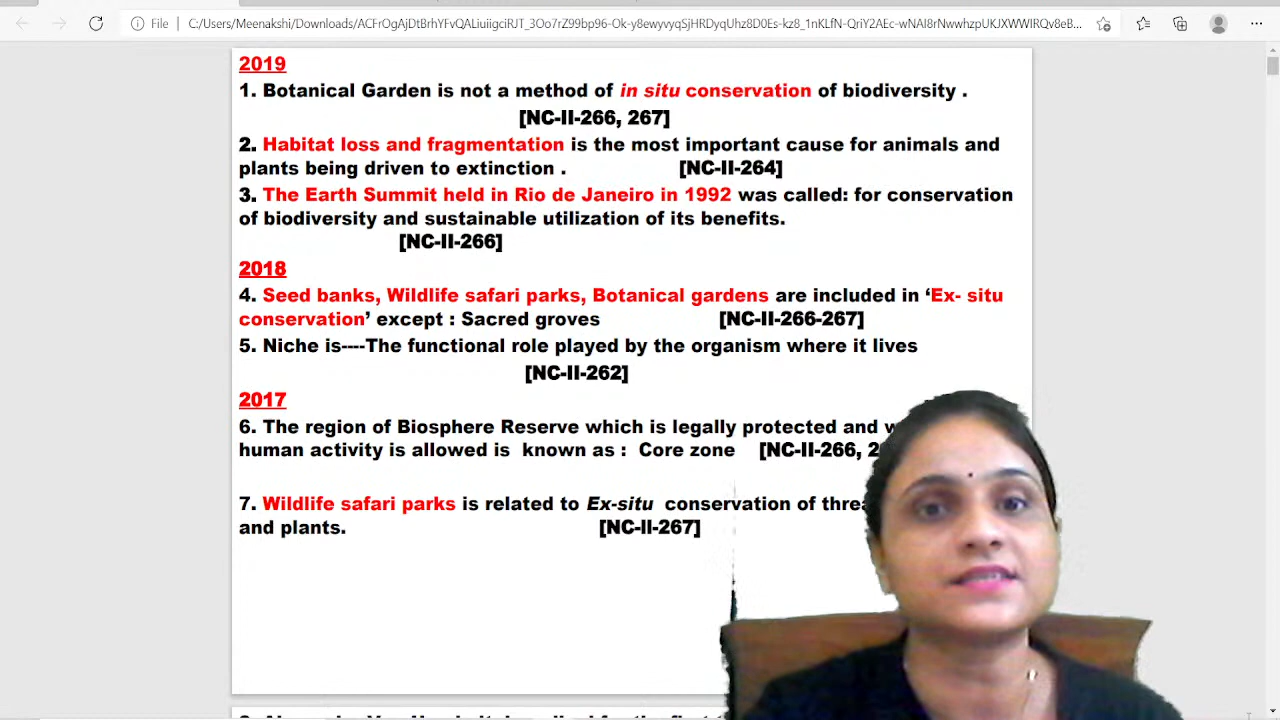 File | C:/Users/Meenakshi/Downloads/ACFrOgAjDtBrhYFvQALiuiigciRJT_3Oo7rZ99bp96-Ok-y8ewyvyqSjHRDyqUhz8D0Es-kz8_1nKLfN-QriY2AEc-wNAI8rNwwhzpUKJXWWIRQv8eB...
2019
1. Botanical Garden is not a method of in situ conservation of biodiversity .
[NC-II-266, 267]
2. Habitat loss and fragmentation is the most important cause for animals and
plants being driven to extinction . [NC-II-264]
3. The Earth Summit held in Rio de Janeiro in 1992 was called: for conservation
of biodiversity and sustainable utilization of its benefits.
[NC-II-266]
2018
4. Seed banks, Wildlife safari parks, Botanical gardens are included in ‘Ex- situ
conservation’ except : Sacred groves [NC-II-266-267]
5. Niche is----The functional role played by the organism where it lives
[NC-II-262]
2017
6. The region of Biosphere Reserve which is legally protected and
human activity is allowed is known as : Core zone [NC-II-266,
7. Wildlife safari parks is related to Ex-situ conservation of
and plants. [NC-II-267]